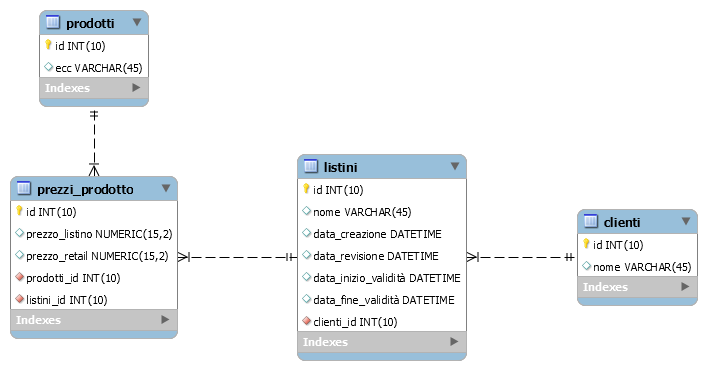 prodotti
id INT(10)
ecc VARCHAR(45)
Indexes
prezzi_prodotto
id INT(10)
prezzo_listino NUMERIC(15,2)
prezzo_retail NUMERIC(15,2)
prodotti_id INT(10)
listini_id INT(10)
Indexes
listini
id INT(10)
nome VARCHAR(45)
data_creazione DATETIME
data_revisione DATETIME
data_inizio_validità DATETIME
data_fine_validità DATETIME
clienti_id INT(10)
Indexes
clienti
id INT(10)
nome VARCHAR(45)
Indexes